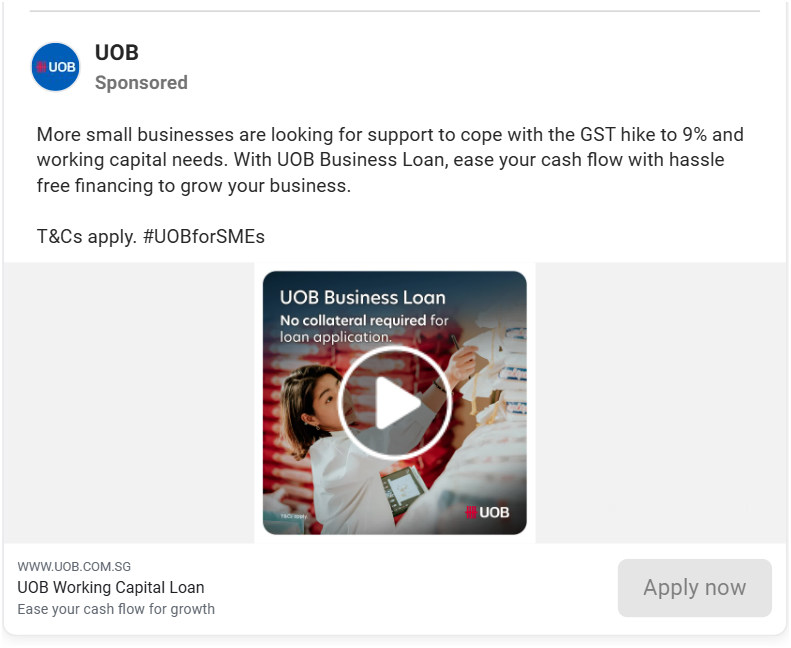 UOB
UOB
Sponsored
More small businesses are looking for support to cope with the GST hike to 9% and
working capital needs. With UOB Business Loan, ease your cash flow with hassle
free financing to grow your business.
T&Cs apply. #UOBforSMEs
UOB Business Loan
No collateral required for
loan application.
T&Cs apply.
UOB
WWW.UOB.COM.SG
UOB Working Capital Loan
Ease your cash flow for growth
Apply now